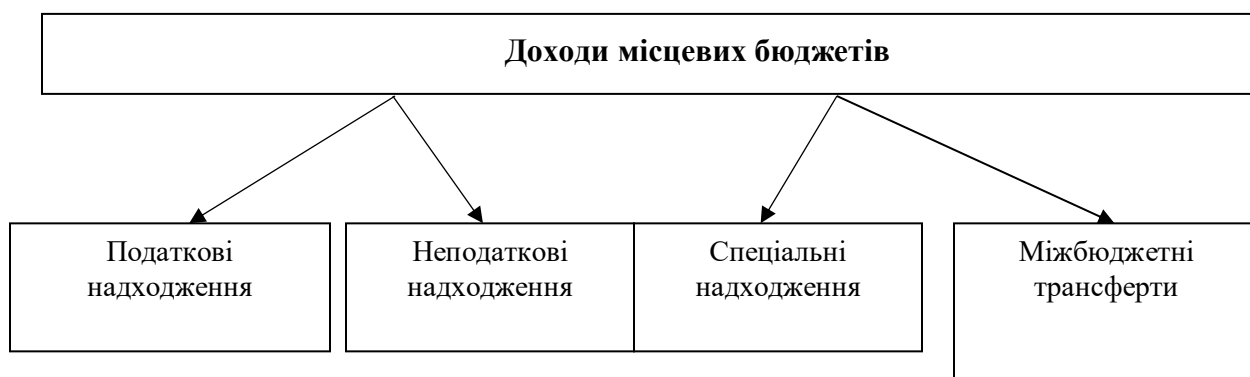 Доходи місцевих бюджетів
Податкові
надходження
Неподаткові
надходження
Спеціальні
надходження
Міжбюджетні
трансферти